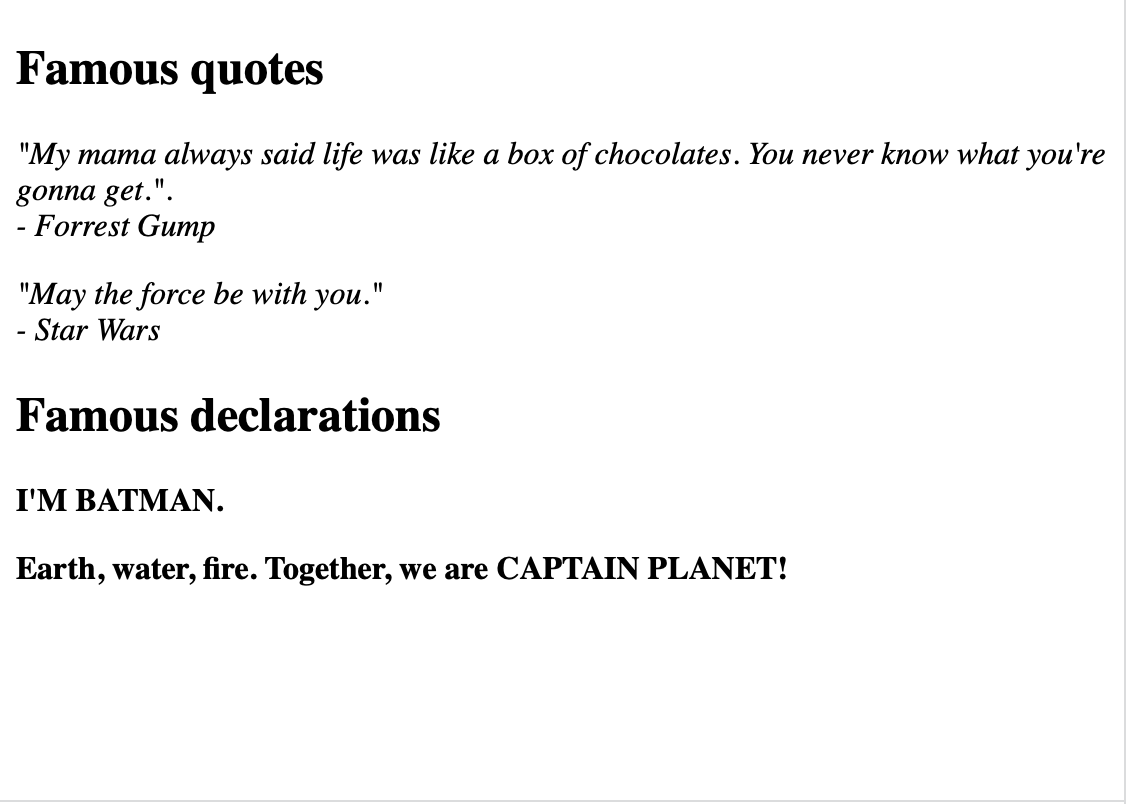 Famous quotes
"My mama always said life was like a box of chocolates. You never know what you're
gonna get.".
- Forrest Gump
"May the force be with you."
- Star Wars
Famous declarations
I'M BATMAN.
Earth, water, fire. Together, we are CAPTAIN PLANET!